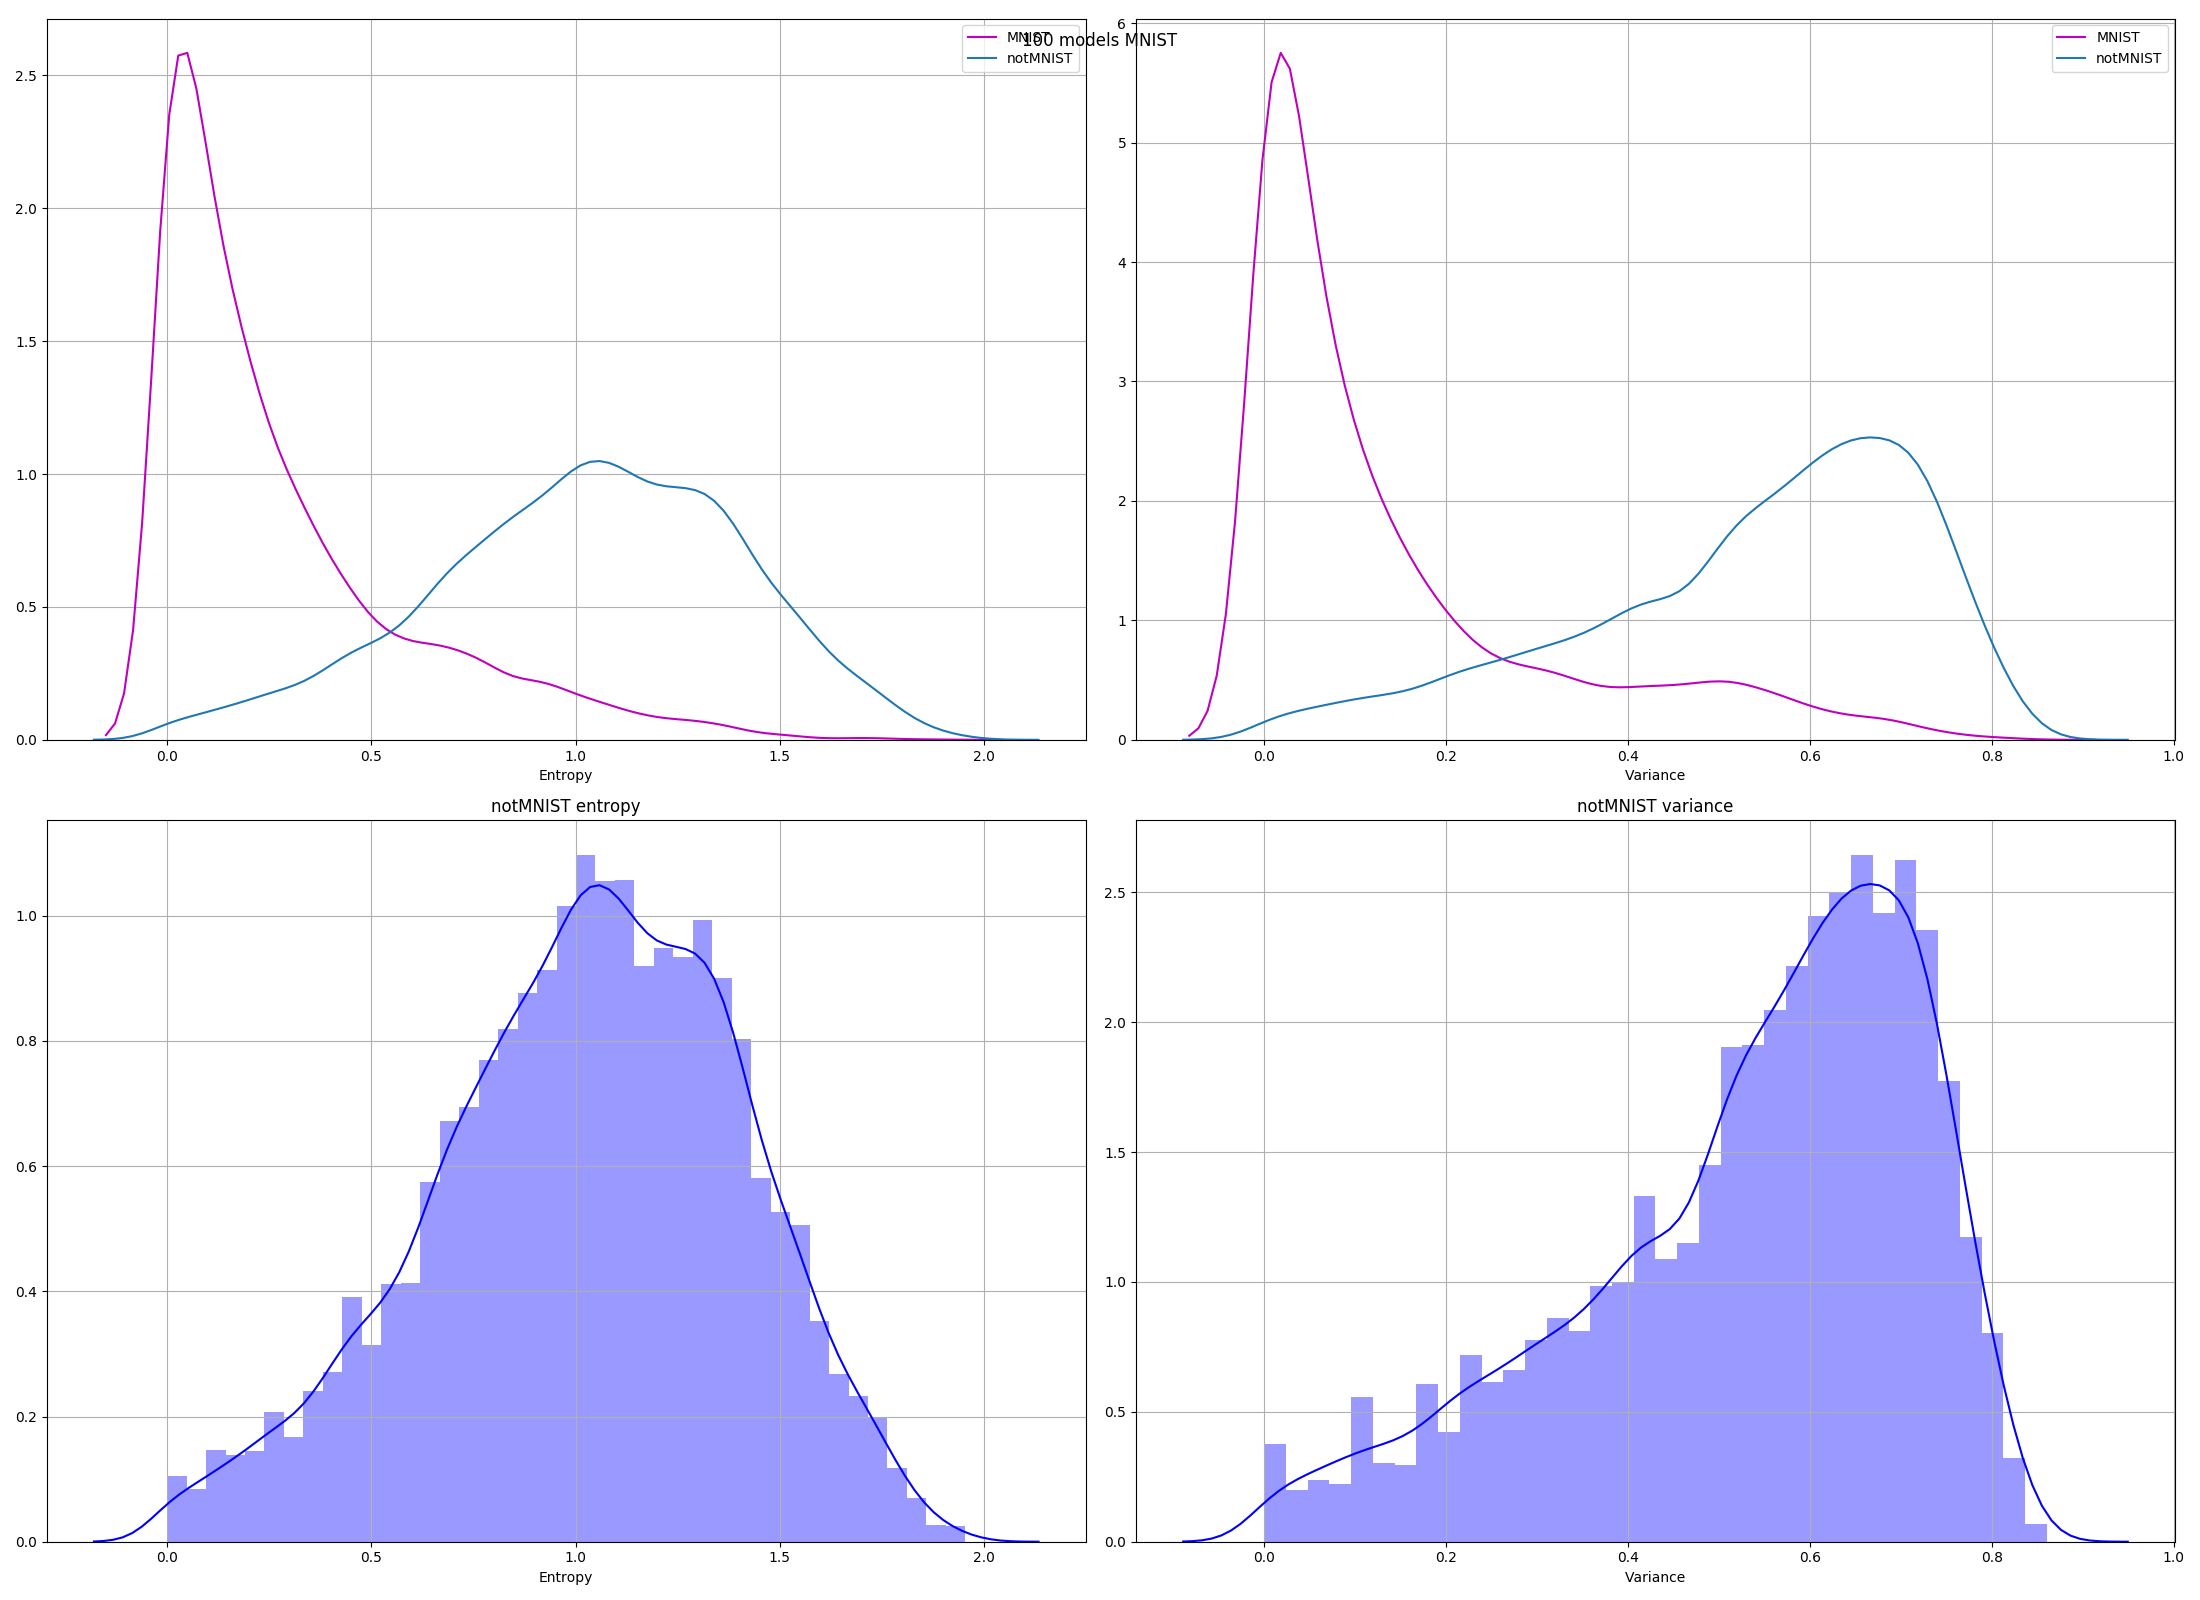 100 models MNIST
MNIST
notMNIST
2.5
2.0
1.5
1.0
0.5
0.0
0.0 0.5 1.0 1.5 2.0
Entropy
MNIST
notMNIST
6
5
4
3
2
1
0
0.0 0.2 0.4 0.6 0.8 1.0
Variance
notMNIST entropy
1.0
0.8
0.6
0.4
0.2
0.0
0.0 0.5 1.0 1.5 2.0
Entropy
notMNIST variance
2.5
2.0
1.5
1.0
0.5
0.0
0.0 0.2 0.4 0.6 0.8 1.0
Variance